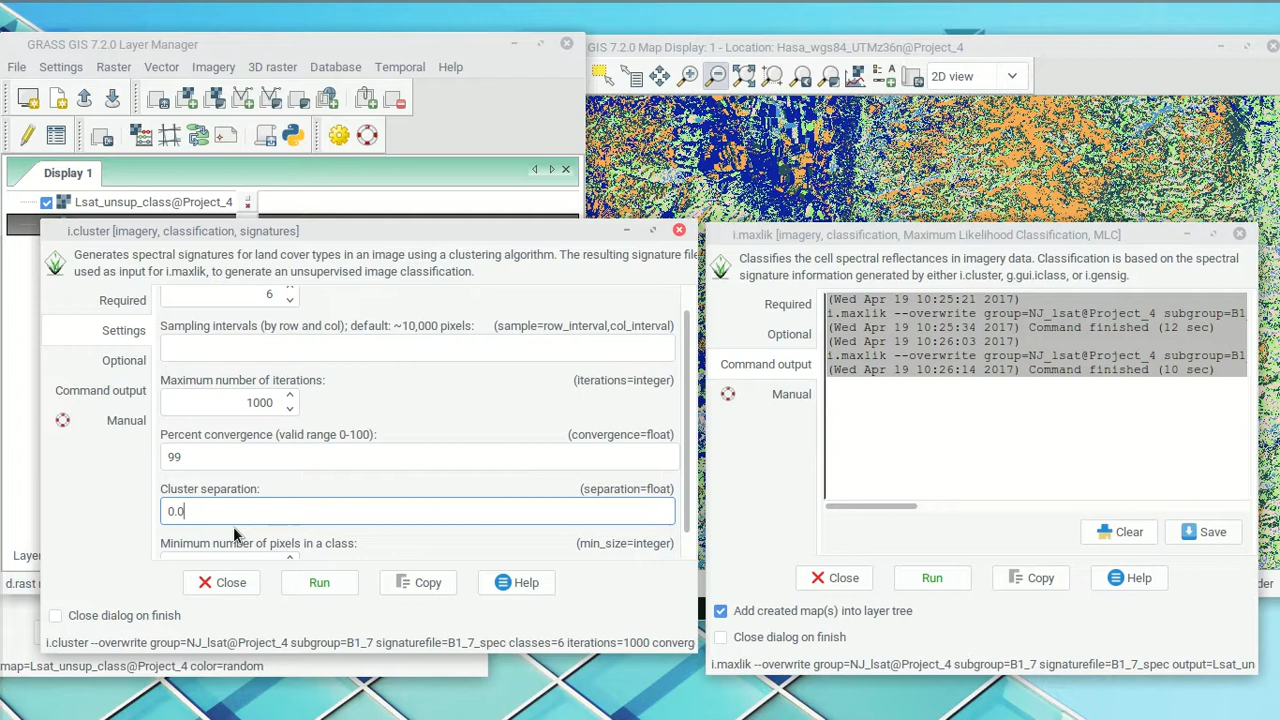 GRASS GIS 7.2.0 Layer Manager
GIS 7.2.0 Map Display: 1 - Location: Hasa_wgs84_UTMz36n@Project_4
File Settings Raster Vector Imagery 3D raster Database Temporal Help
2D view
Display 1
Lsat_unsup_class@Project_4
i.cluster [imagery, classification, signatures]
Generates spectral signatures for land cover types in an image using a clustering algorithm. The resulting signature file
used as input for i.maxlik, to generate an unsupervised image classification.
Required
Settings
Optional
Command output
Manual
6
Sampling intervals (by row and col); default: ~10,000 pixels: (sample=row_interval,col_interval)
Maximum number of iterations: (iterations=integer)
1000
Percent convergence (valid range 0-100): (convergence=float)
99
Cluster separation: (separation=float)
0.0
Minimum number of pixels in a class: (min_size=integer)
Close Run Copy Help
Close dialog on finish
i.cluster --overwrite group=NJ_lsat@Project_4 subgroup=B1_7 signaturefile=B1_7_spec classes=6 iterations=1000 converg
Layer
d.rast
map=Lsat_unsup_class@Project_4 color=random
i.maxlik [imagery, classification, Maximum Likelihood Classification, MLC]
Classifies the cell spectral reflectances in imagery data. Classification is based on the spectral
signature information generated by either i.cluster, g.gui.iclass, or i.gensig.
Required
Optional
Command output
Manual
(Wed Apr 19 10:25:21 2017)
i.maxlik --overwrite group=NJ_lsat@Project_4 subgroup=B1
(Wed Apr 19 10:25:34 2017) Command finished (12 sec)
(Wed Apr 19 10:26:03 2017)
i.maxlik --overwrite group=NJ_lsat@Project_4 subgroup=B1
(Wed Apr 19 10:26:14 2017) Command finished (10 sec)
Clear Save
Close Run Copy Help
Add created map(s) into layer tree
Close dialog on finish
i.maxlik --overwrite group=NJ_lsat@Project_4 subgroup=B1_7 signaturefile=B1_7_spec output=Lsat_un